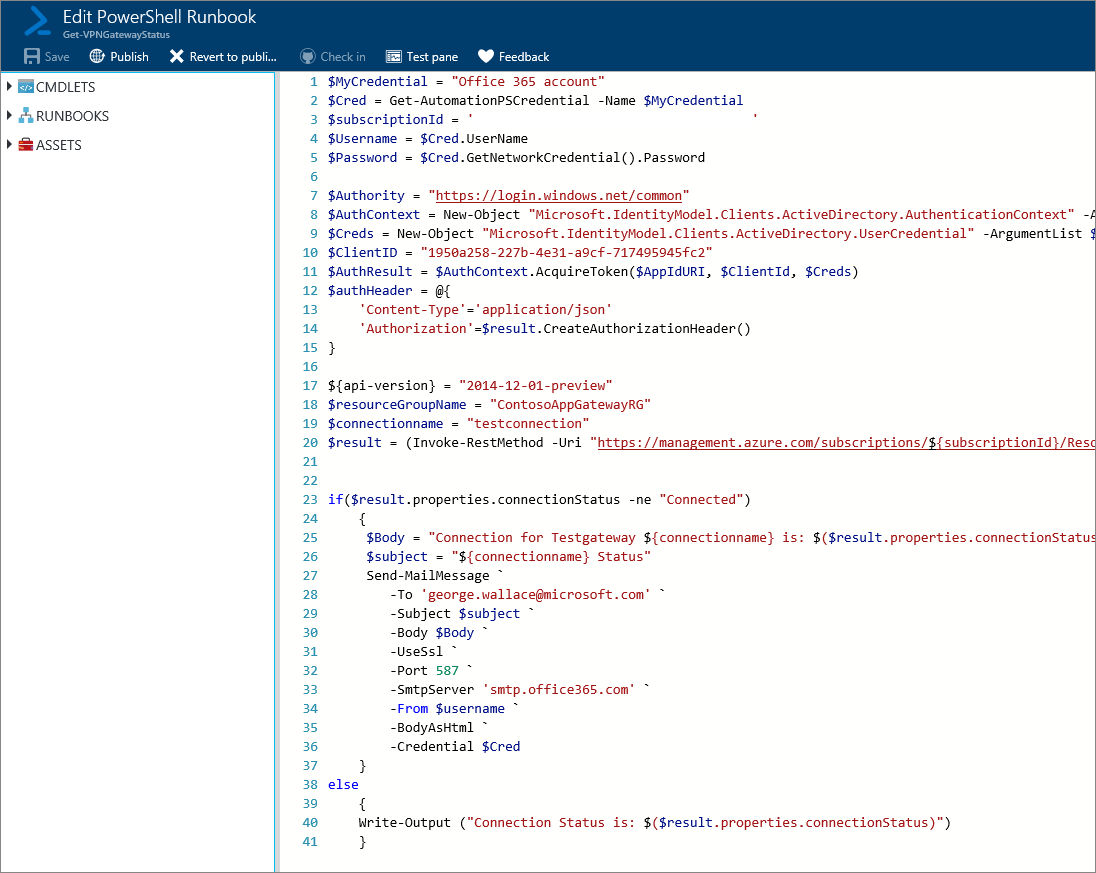 Edit PowerShell Runbook
Get-VPNGatewayStatus
Save Publish Revert to publi... Check in Test pane Feedback
CMDLETS
RUNBOOKS
ASSETS
1 $MyCredential = "Office 365 account"
2 $Cred = Get-AutomationPSCredential -Name $MyCredential
3 $subscriptionId = ' '
4 $Username = $Cred.UserName
5 $Password = $Cred.GetNetworkCredential().Password
6
7 $Authority = "https://login.windows.net/common"
8 $AuthContext = New-Object "Microsoft.IdentityModel.Clients.ActiveDirectory.AuthenticationContext" -A
9 $Creds = New-Object "Microsoft.IdentityModel.Clients.ActiveDirectory.UserCredential" -ArgumentList $
10 $ClientID = "1950a258-227b-4e31-a9cf-717495945fc2"
11 $AuthResult = $AuthContext.AcquireToken($AppIdURI, $ClientId, $Creds)
12 $authHeader = @{
13 'Content-Type'='application/json'
14 'Authorization'=$result.CreateAuthorizationHeader()
15 }
16
17 ${api-version} = "2014-12-01-preview"
18 $resourceGroupName = "ContosoAppGatewayRG"
19 $connectionname = "testconnection"
20 $result = (Invoke-RestMethod -Uri "https://management.azure.com/subscriptions/${subscriptionId}/Reso
21
22
23 if($result.properties.connectionStatus -ne "Connected")
24 {
25 $Body = "Connection for Testgateway ${connectionname} is: $($result.properties.connectionStatus
26 $subject = "${connectionname} Status"
27 Send-MailMessage `
28 -To 'george.wallace@microsoft.com' `
29 -Subject $subject `
30 -Body $Body `
31 -UseSsl `
32 -Port 587 `
33 -SmtpServer 'smtp.office365.com' `
34 -From $username `
35 -BodyAsHtml `
36 -Credential $Cred
37 }
38 else
39 {
40 Write-Output ("Connection Status is: $($result.properties.connectionStatus)")
41 }